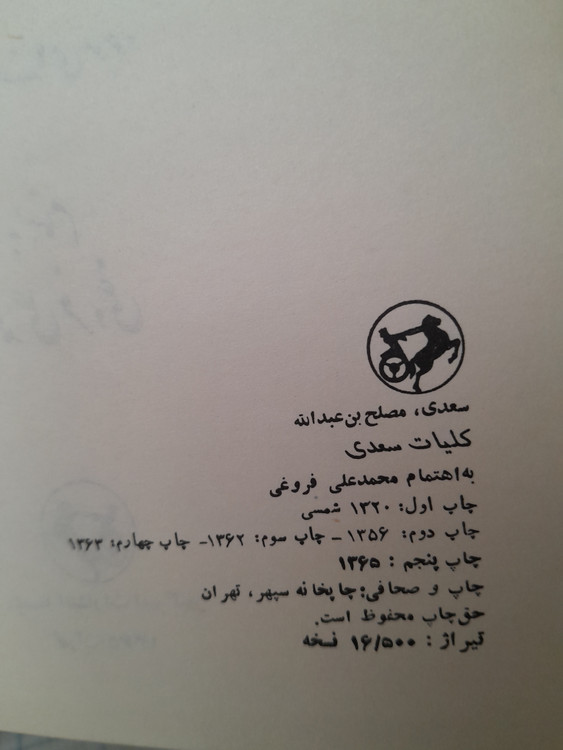 سعدی، مصلح بن عبدالله
کلیات سعدی
به اهتمام محمدعلی فروغی
چاپ اول: ۱۳۲۰ شمسی
چاپ دوم: ۱۳۵۶ – چاپ سوم: ۱۳۶۲– چاپ چهارم: ۱۳۶۳
چاپ پنجم : ۱۳۶۵
چاپ و صحافی: چاپخانه سپهر، تهران
حق چاپ محفوظ است.
تیراژ : ۱۶/۵۰۰ نسخه